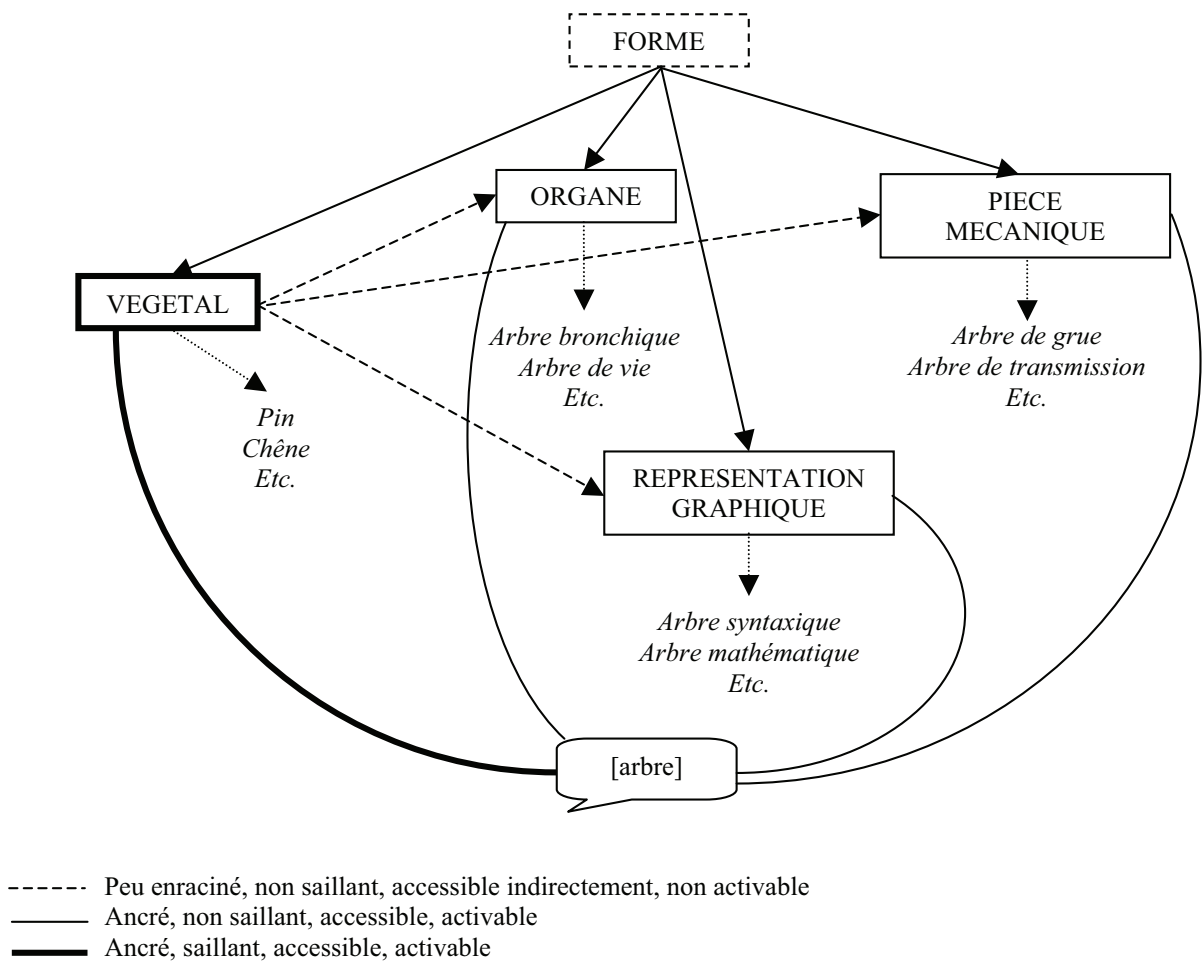 FORME
ORGANE
PIECE
MECANIQUE
VEGETAL
Arbre bronchique
Arbre de vie
Etc.
Arbre de grue
Arbre de transmission
Etc.
Pin
Chêne
Etc.
REPRESENTATION
GRAPHIQUE
Arbre syntaxique
Arbre mathématique
Etc.
[arbre]
Peu enraciné, non saillant, accessible indirectement, non activable
Ancré, non saillant, accessible, activable
Ancré, saillant, accessible, activable